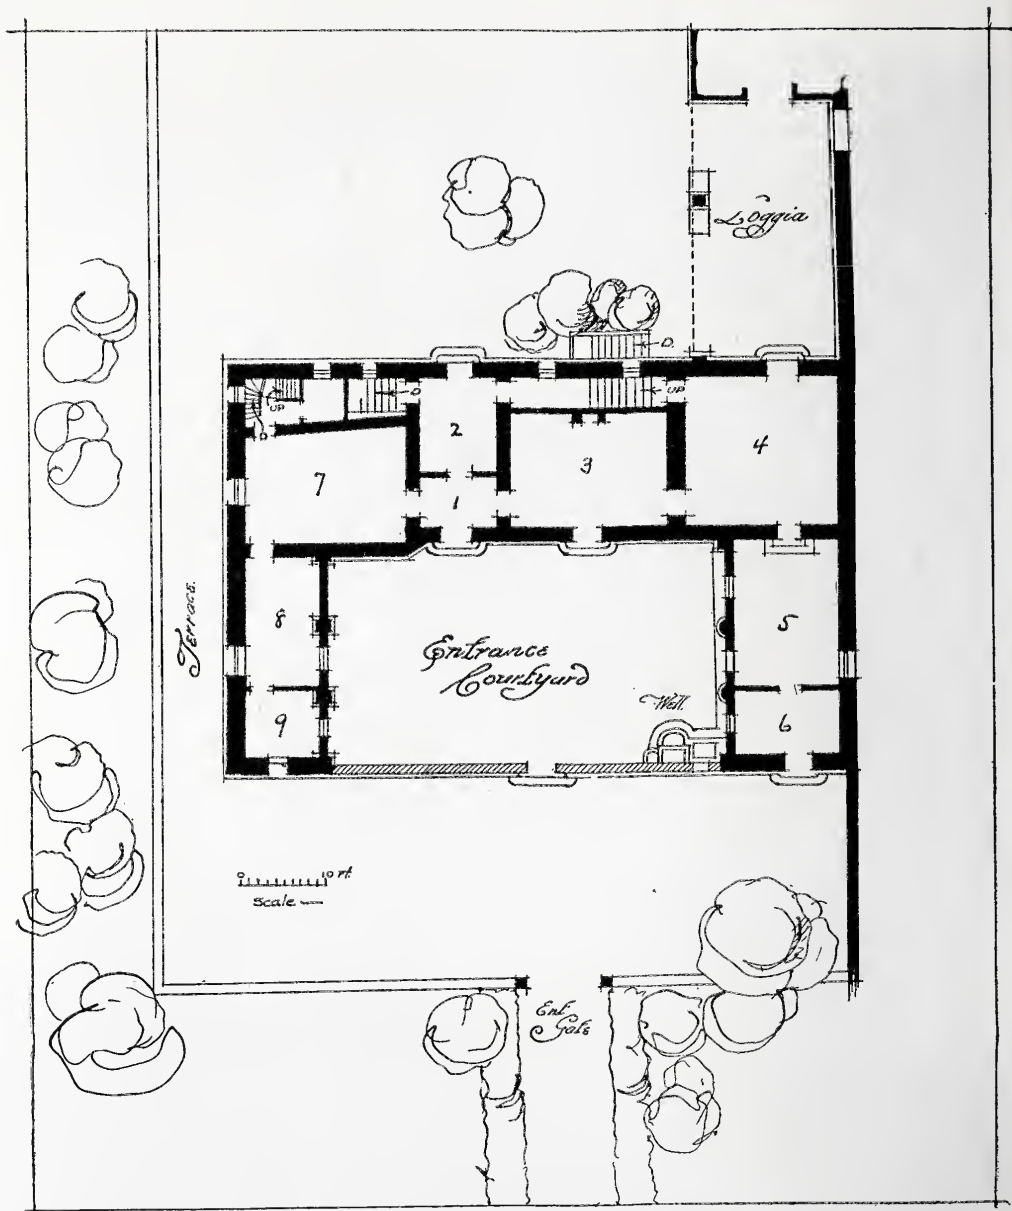 Loggia
D.
UP
UP
D
D
2
4
3
7
1
Terrace.
8
5
Entrance
Courtyard
Well.
9
6
0 10 Ft.
Scale
Ent
Gate